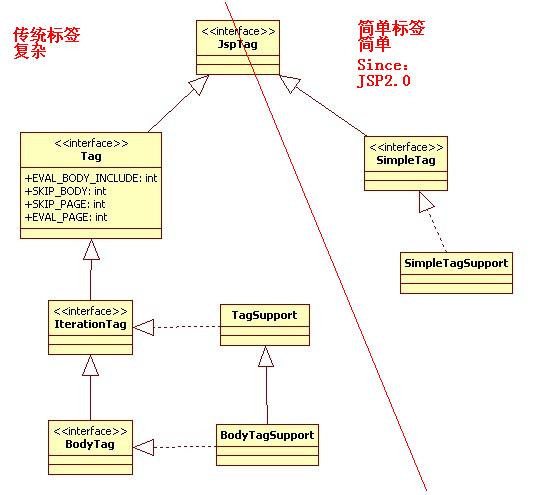 传统标签
复杂
<<interface>>
JspTag
简单标签
简单
Since:
JSP2.0
<<interface>>
Tag
+EVAL_BODY_INCLUDE: int
+SKIP_BODY: int
+SKIP_PAGE: int
+EVAL_PAGE: int
<<interface>>
SimpleTag
SimpleTagSupport
<<interface>>
IterationTag
TagSupport
<<interface>>
BodyTag
BodyTagSupport